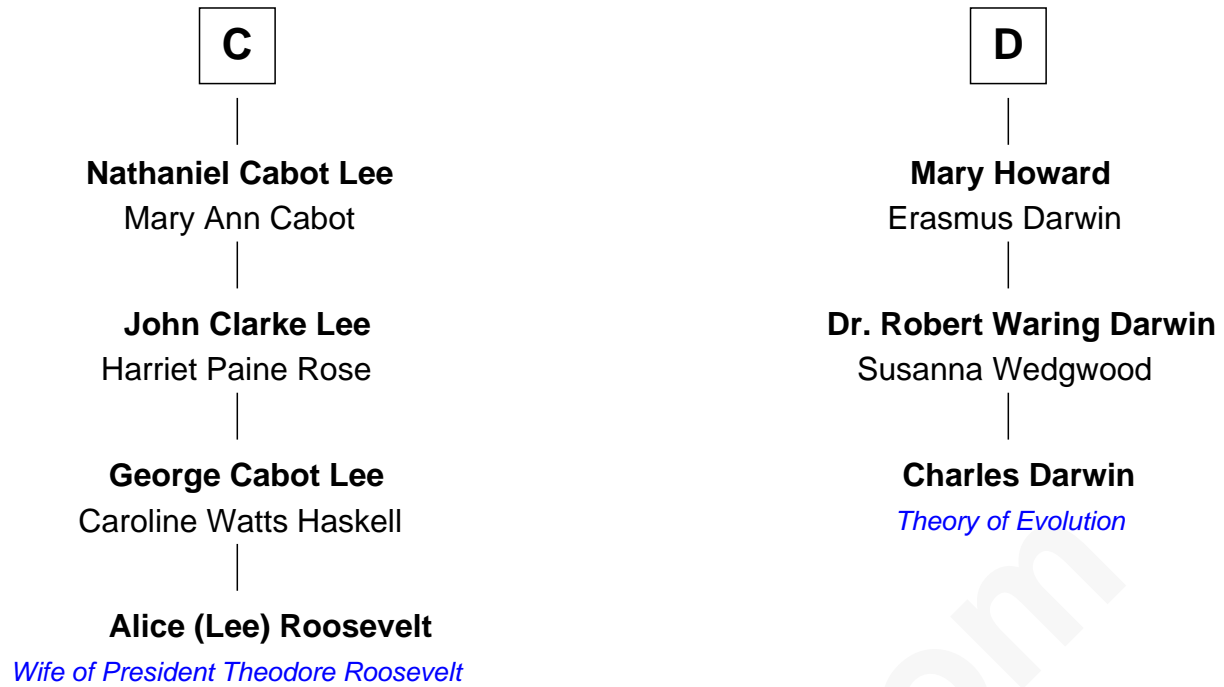 C
Nathaniel Cabot Lee
Mary Ann Cabot
John Clarke Lee
Harriet Paine Rose
George Cabot Lee
Caroline Watts Haskell
Alice (Lee) Roosevelt
Wife of President Theodore Roosevelt
D
Mary Howard
Erasmus Darwin
Dr. Robert Waring Darwin
Susanna Wedgwood
Charles Darwin
Theory of Evolution
om